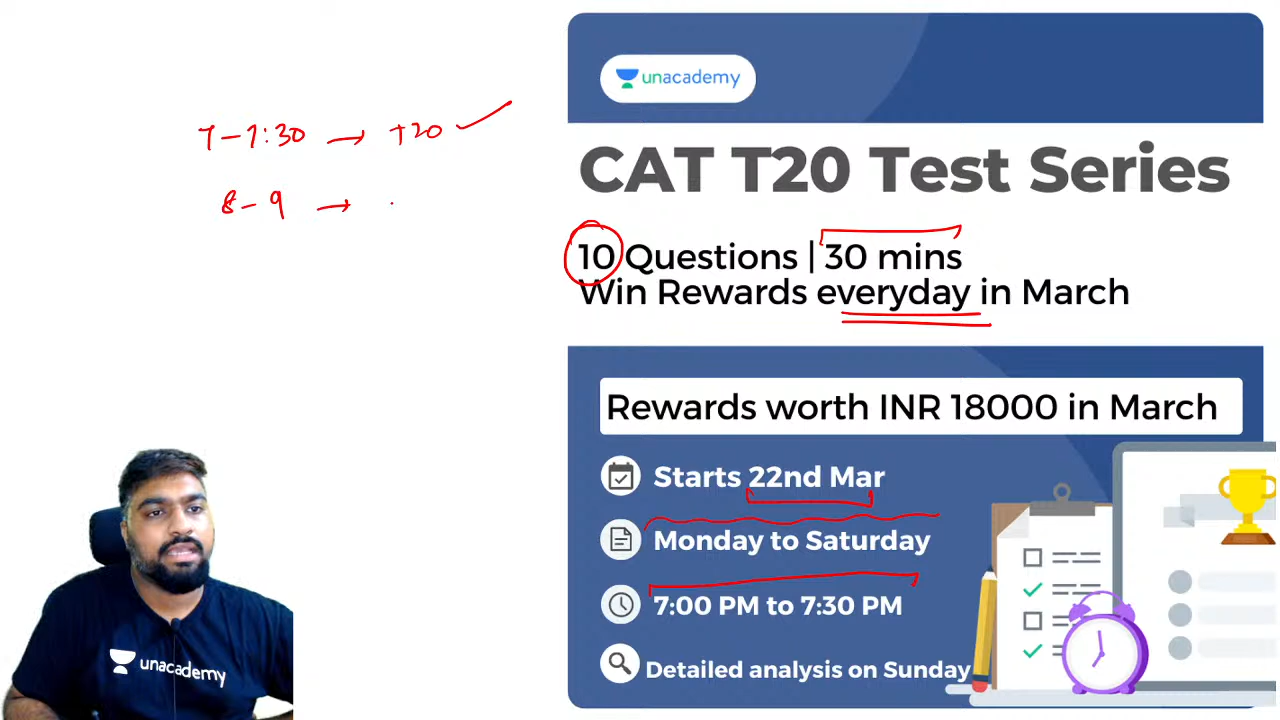 7-7:30 → T20 ✓
8-9 →
unacademy
CAT T20 Test Series
10 Questions | 30 mins
Win Rewards everyday in March
Rewards worth INR 18000 in March
Starts 22nd Mar
Monday to Saturday
7:00 PM to 7:30 PM
Detailed analysis on Sunday
unacademy